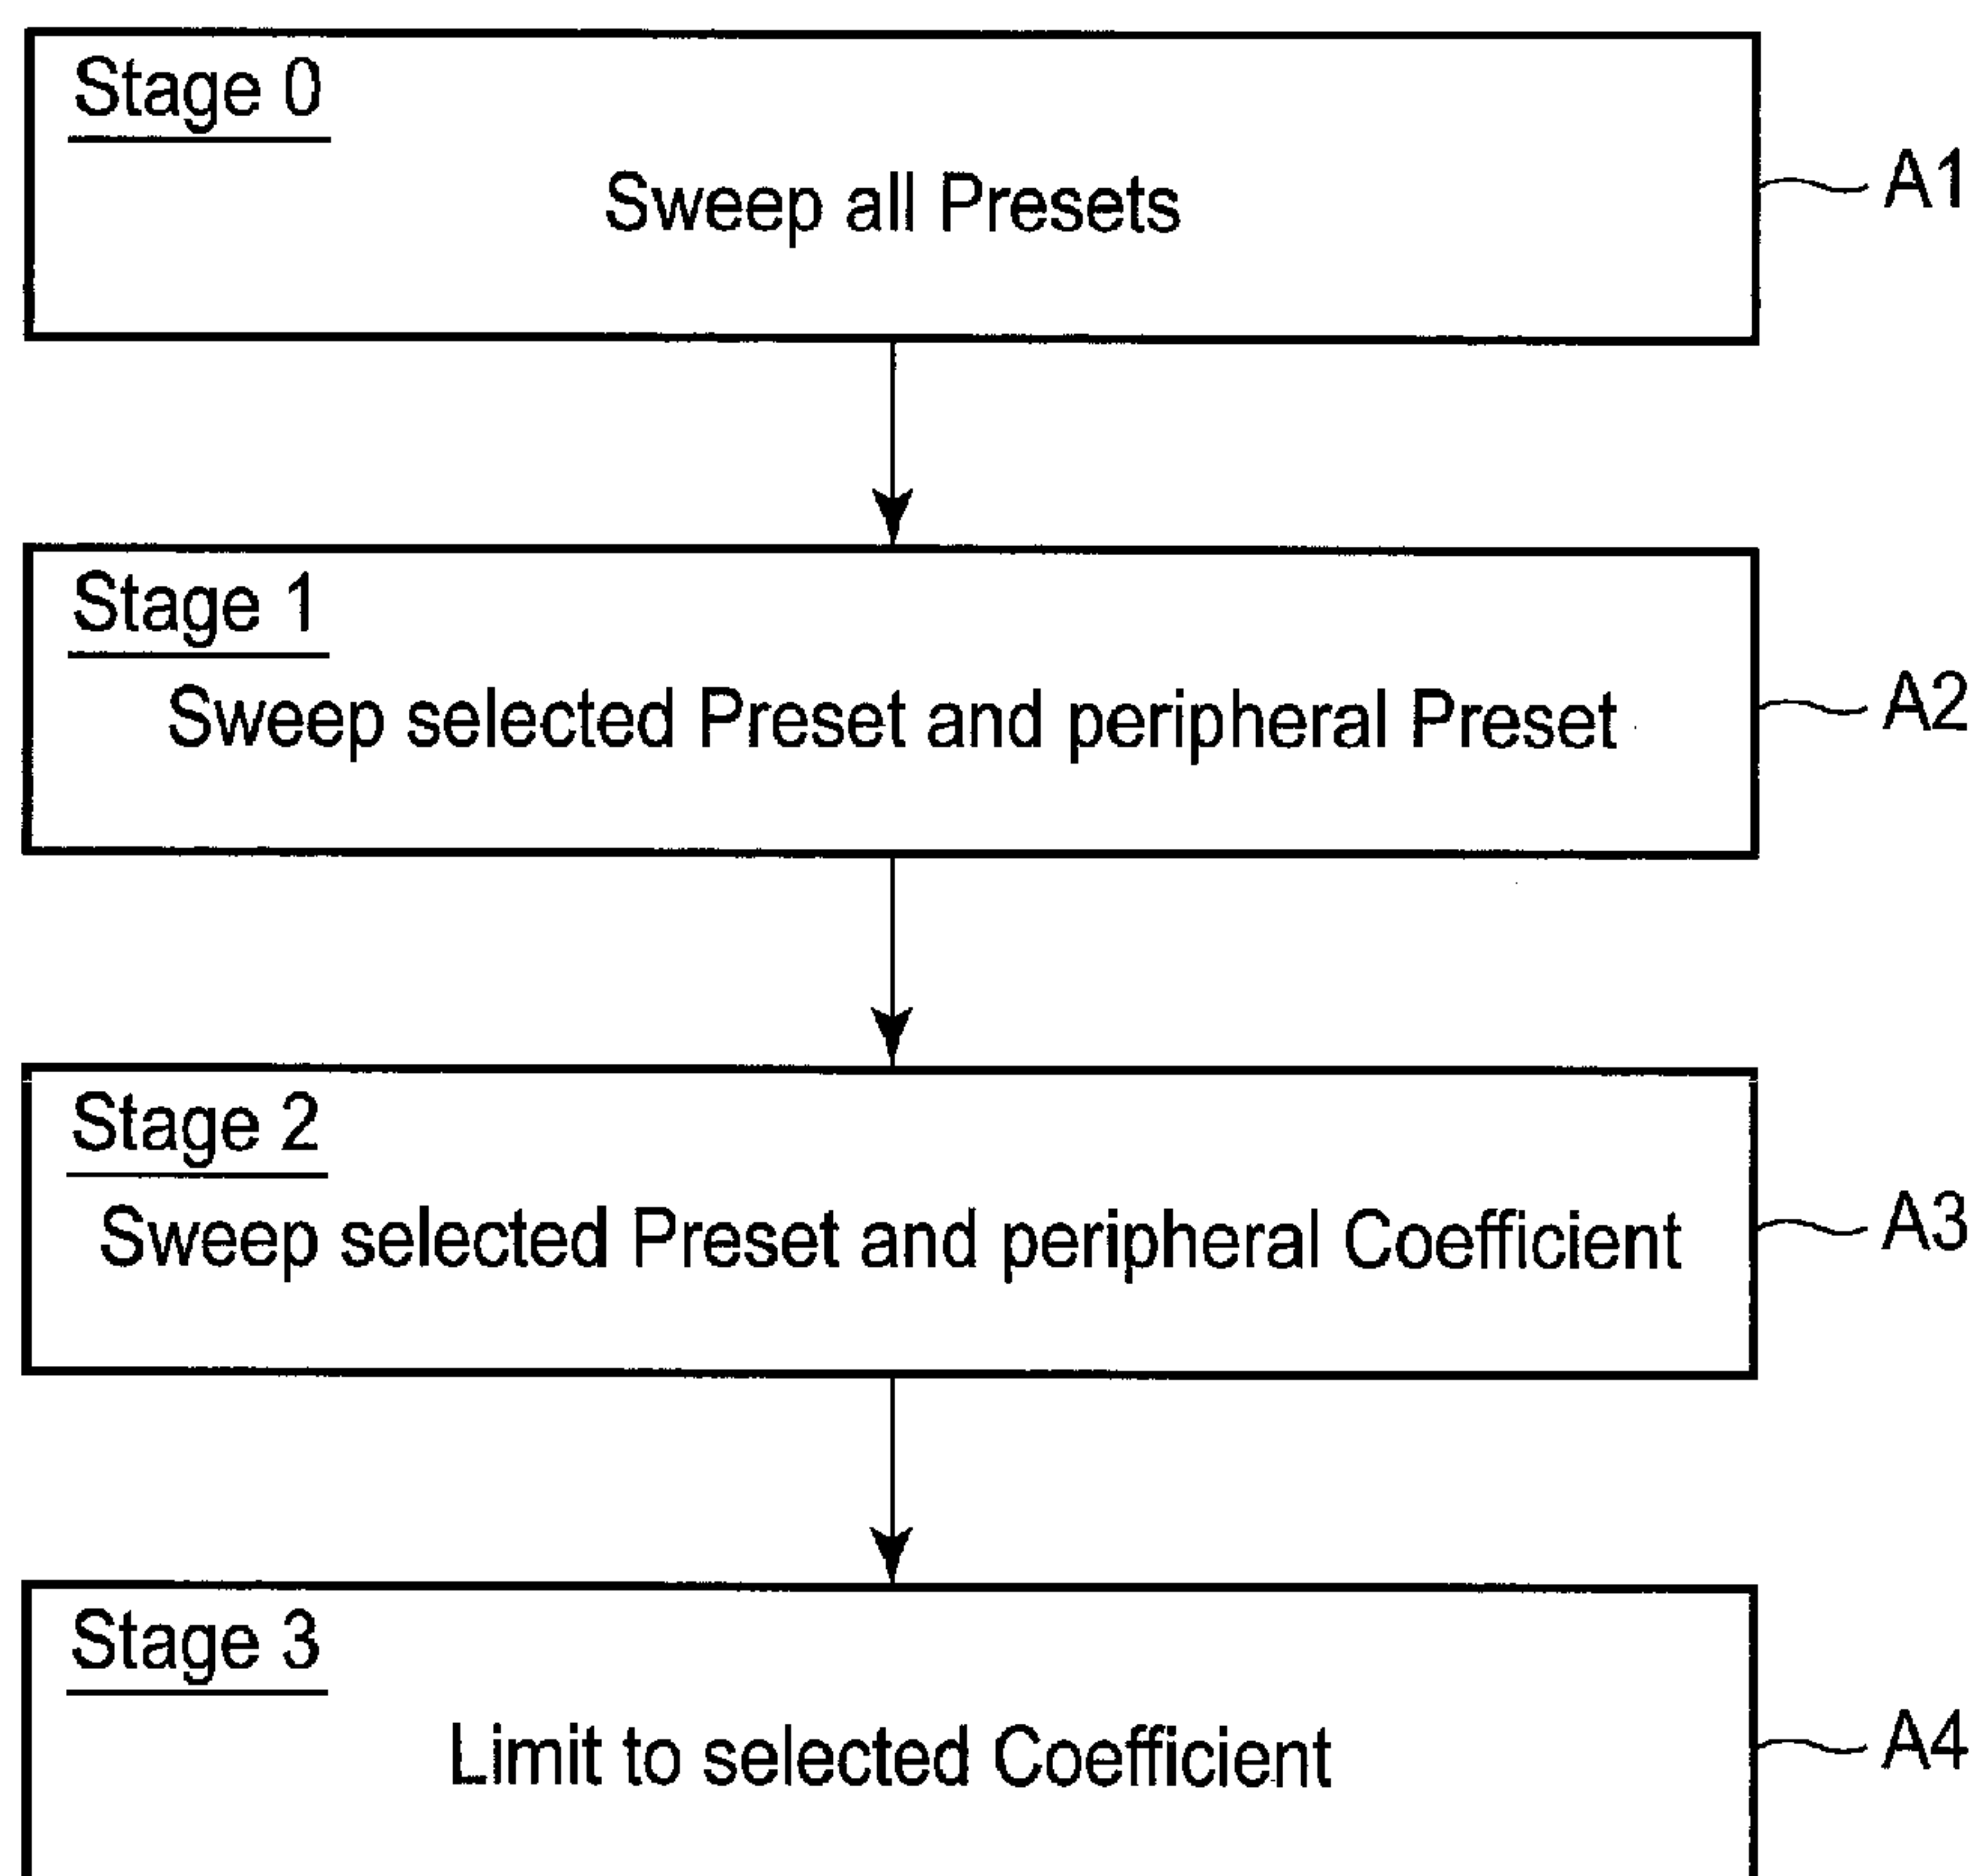 Stage 0
Sweep all Presets
A1
Stage 1
Sweep selected Preset and peripheral Preset
A2
Stage 2
Sweep selected Preset and peripheral Coefficient
A3
Stage 3
Limit to selected Coefficient
A4